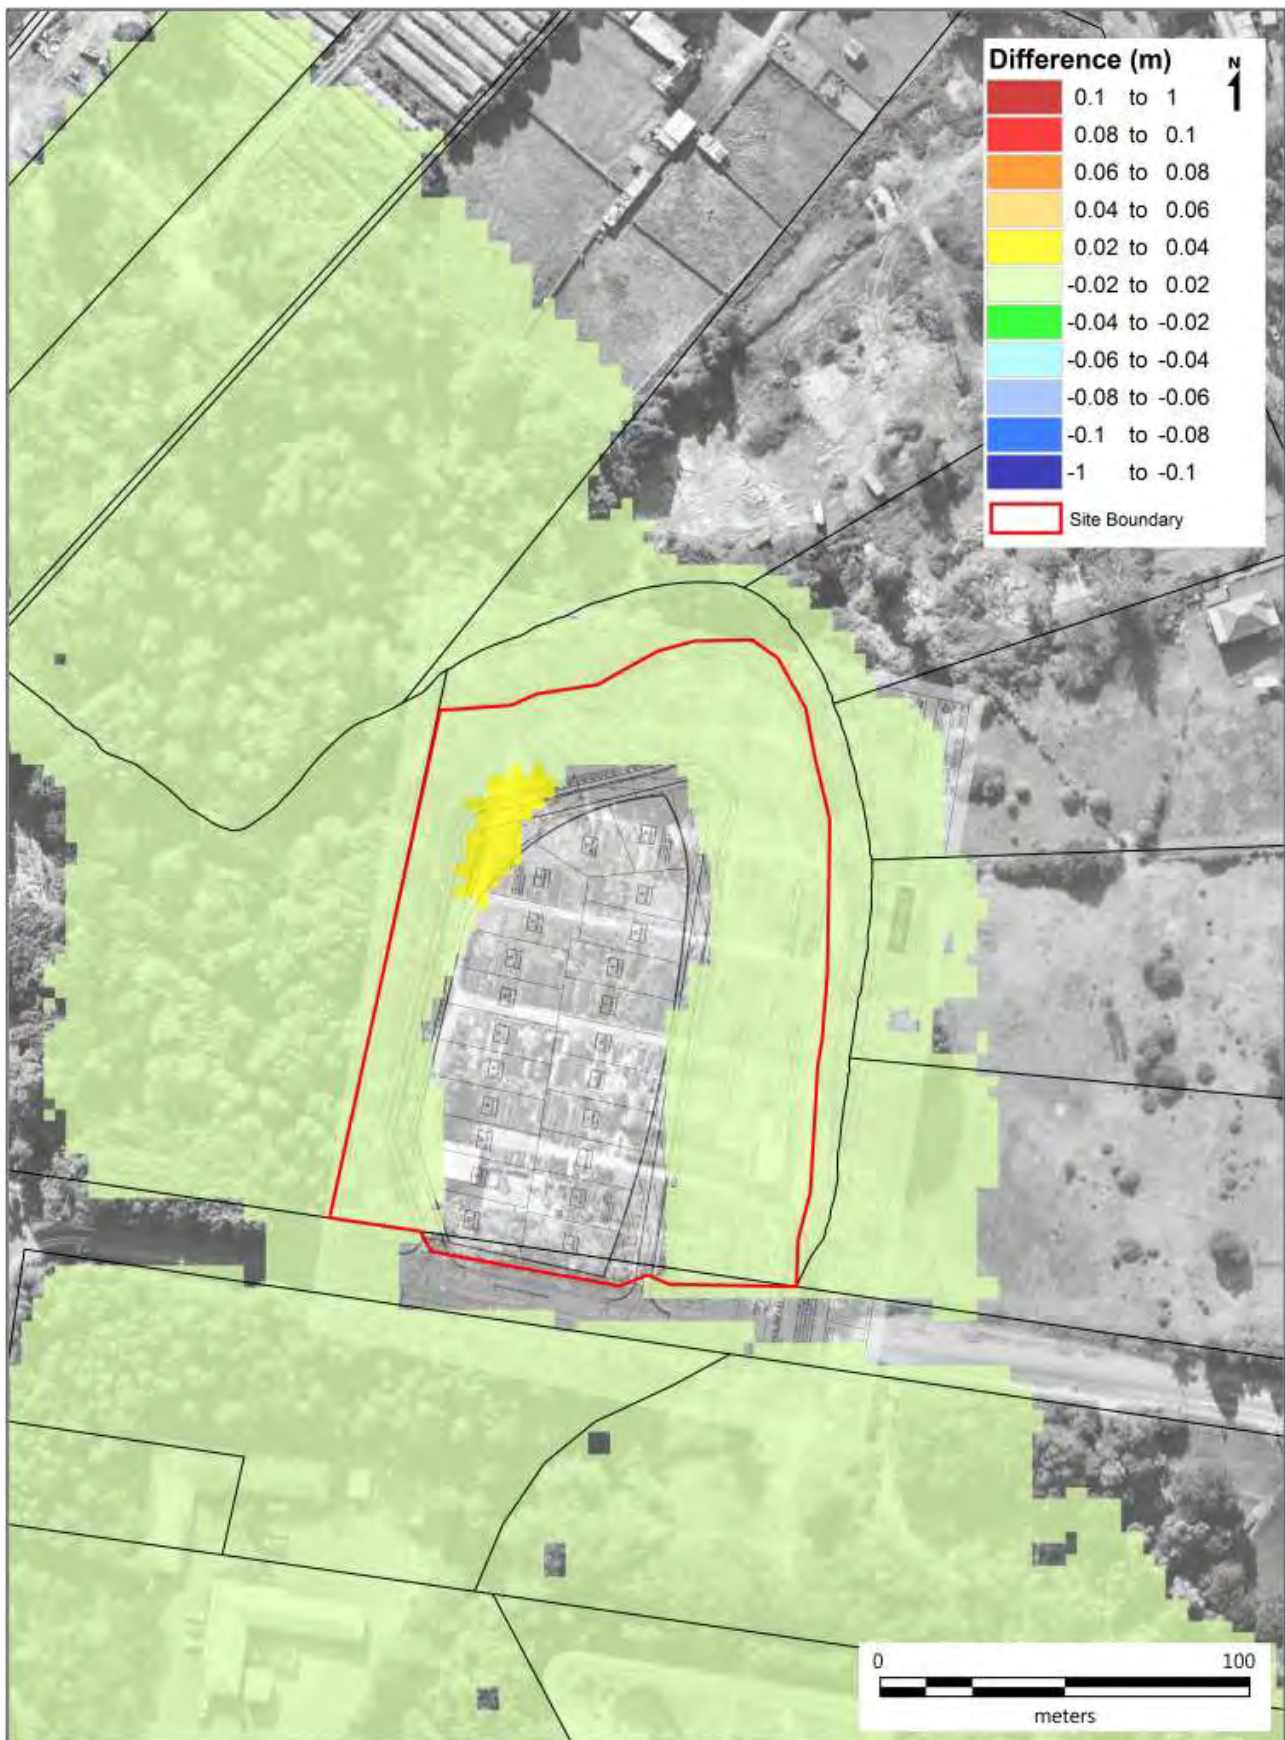 Difference (m)
N
0.1 to 1
0.08 to 0.1
0.06 to 0.08
0.04 to 0.06
0.02 to 0.04
-0.02 to 0.02
-0.04 to -0.02
-0.06 to -0.04
-0.08 to -0.06
-0.1 to -0.08
-1 to -0.1
Site Boundary
0 100
meters